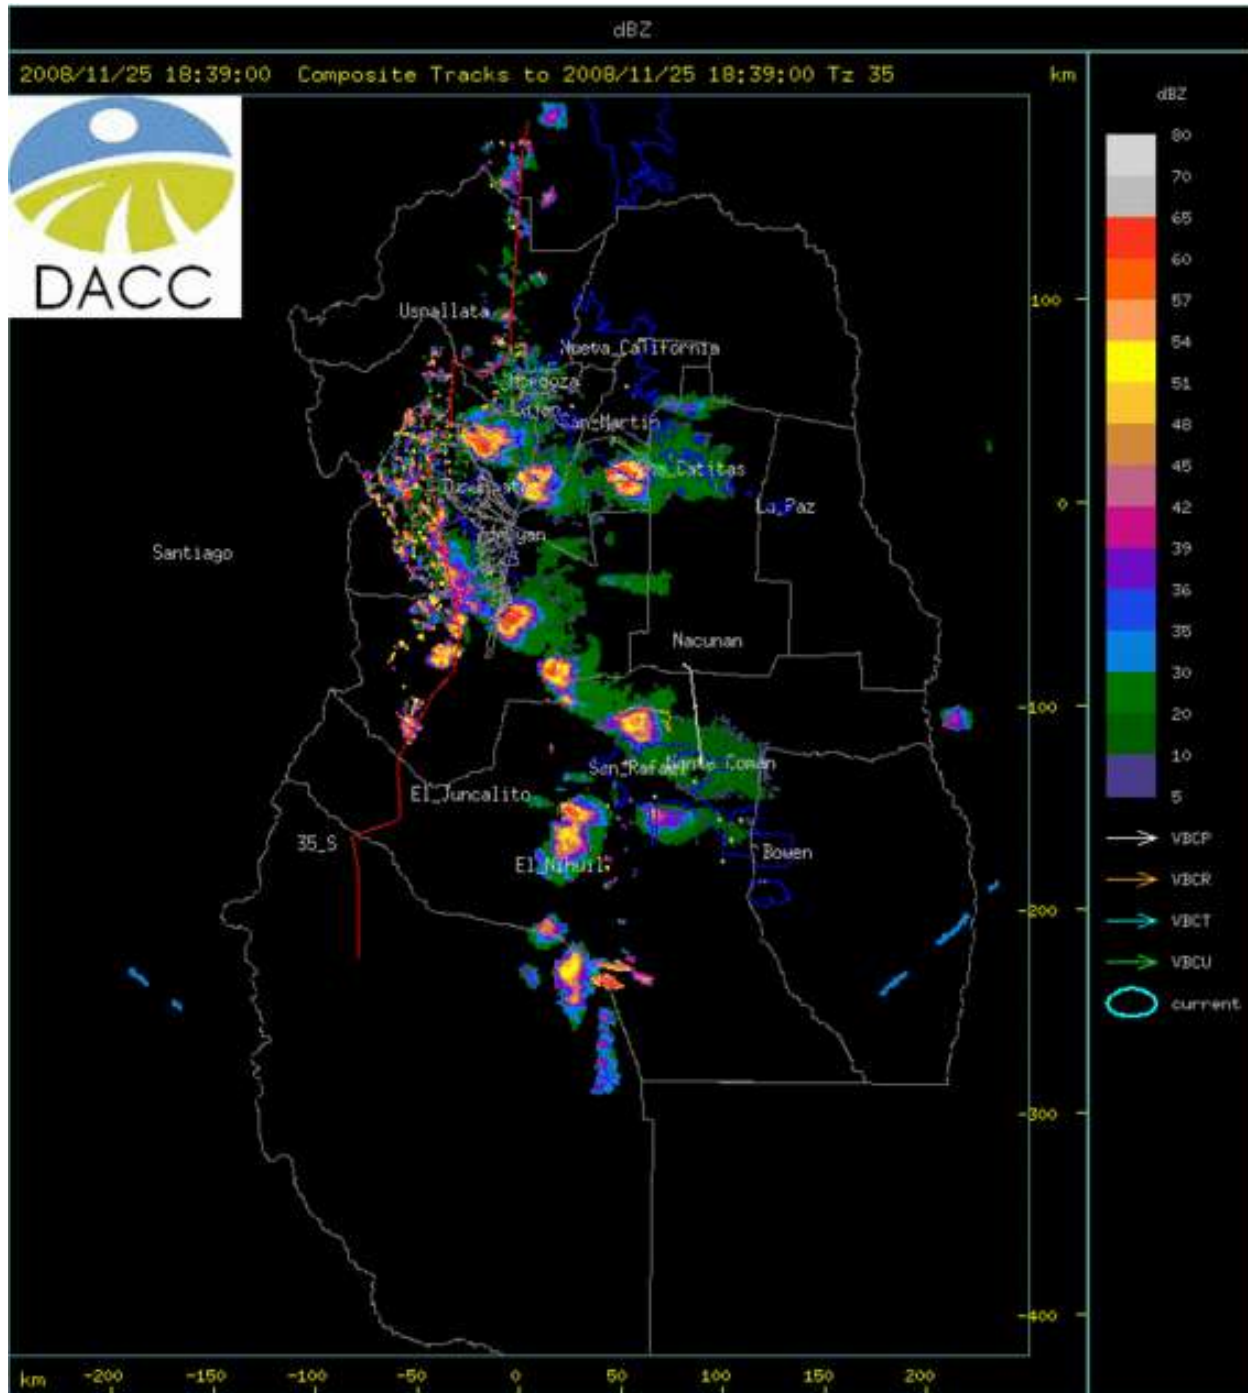 dBZ
2008/11/25 18:39:00 Composite Tracks to 2008/11/25 18:39:00 Tz 35
km
dBZ
DACC
80
70
65
60
57
54
51
48
45
42
39
36
35
30
20
10
5
Uspallata
100
Nueva_California
Mendoza
San_Martin
Catitas
La_Paz
0
Santiago
Nacunan
-100
San_Rafael
Coman
El_Juncalito
35_S
El_Nihuil
Bowen
VBCP
VBCR
VBCT
VBCU
current
-200
-300
-400
km -200 -150 -100 -50 0 50 100 150 200